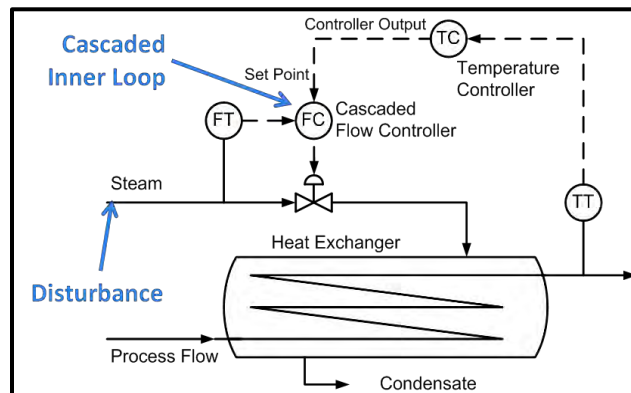 Cascaded
Inner Loop
Controller Output
TC
Temperature
Controller
Set Point
FT
FC
Cascaded
Flow Controller
Steam
TT
Heat Exchanger
Disturbance
Process Flow
Condensate